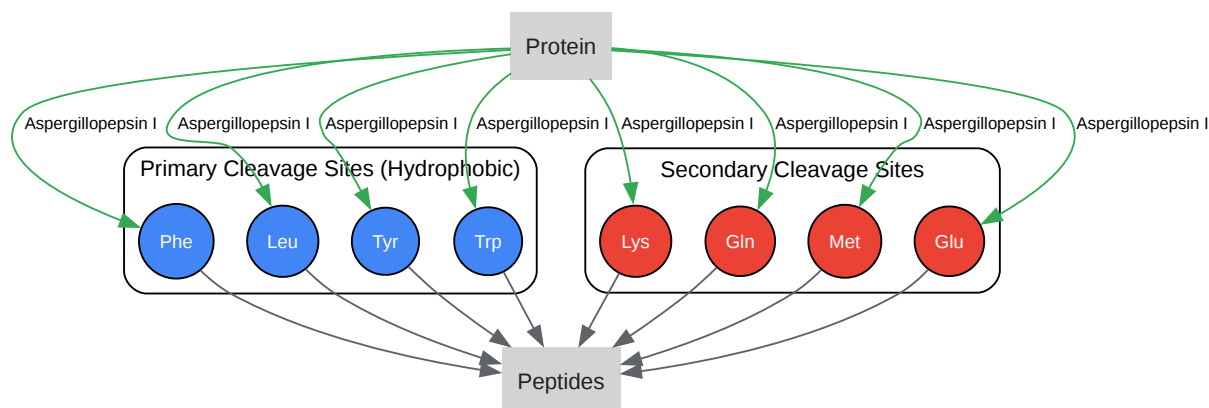 Protein
Aspergillopepsin I
Aspergillopepsin I
Aspergillopepsin I
Aspergillopepsin I
Aspergillopepsin I
Aspergillopepsin I
Aspergillopepsin I
Aspergillopepsin I
Primary Cleavage Sites (Hydrophobic)
Secondary Cleavage Sites
Phe
Leu
Tyr
Trp
Lys
Gln
Met
Glu
Peptides